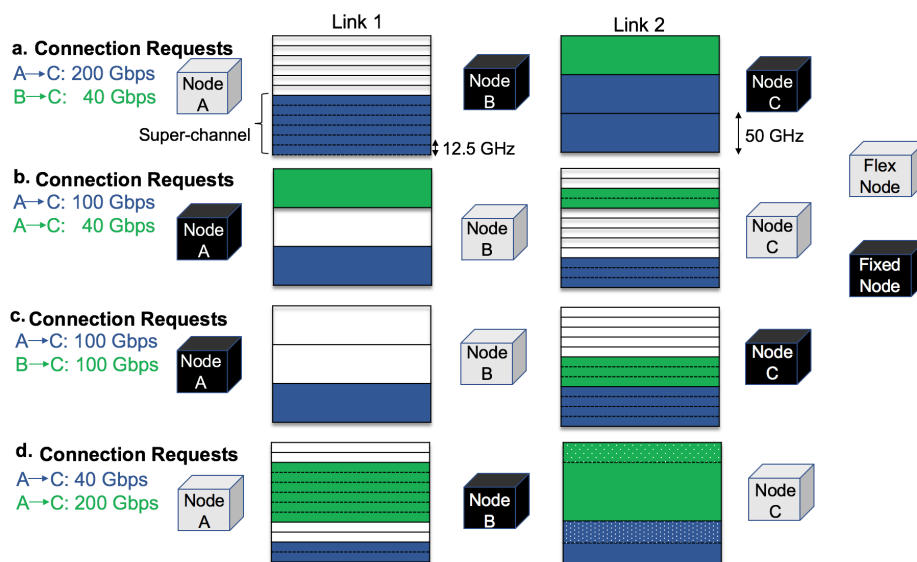 Link 1
Link 2
a. Connection Requests
A→C: 200 Gbps
B→C: 40 Gbps
Node A
Super-channel
12.5 GHz
Node B
Node C
50 GHz
Flex Node
Fixed Node
b. Connection Requests
A→C: 100 Gbps
A→C: 40 Gbps
Node A
Node B
Node C
c. Connection Requests
A→C: 100 Gbps
B→C: 100 Gbps
Node A
Node B
Node C
d. Connection Requests
A→C: 40 Gbps
A→C: 200 Gbps
Node A
Node B
Node C